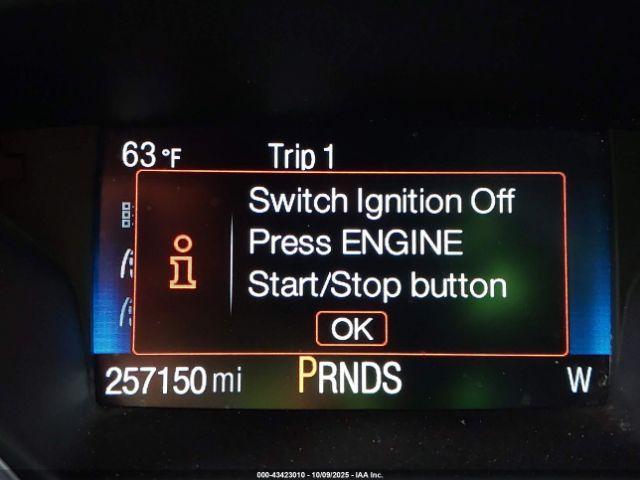 63 °F Trip 1
Switch Ignition Off
Press ENGINE
Start/Stop button
OK
257150 mi PRNDS W
000-43423010 - 10/09/2025 - IAA Inc.